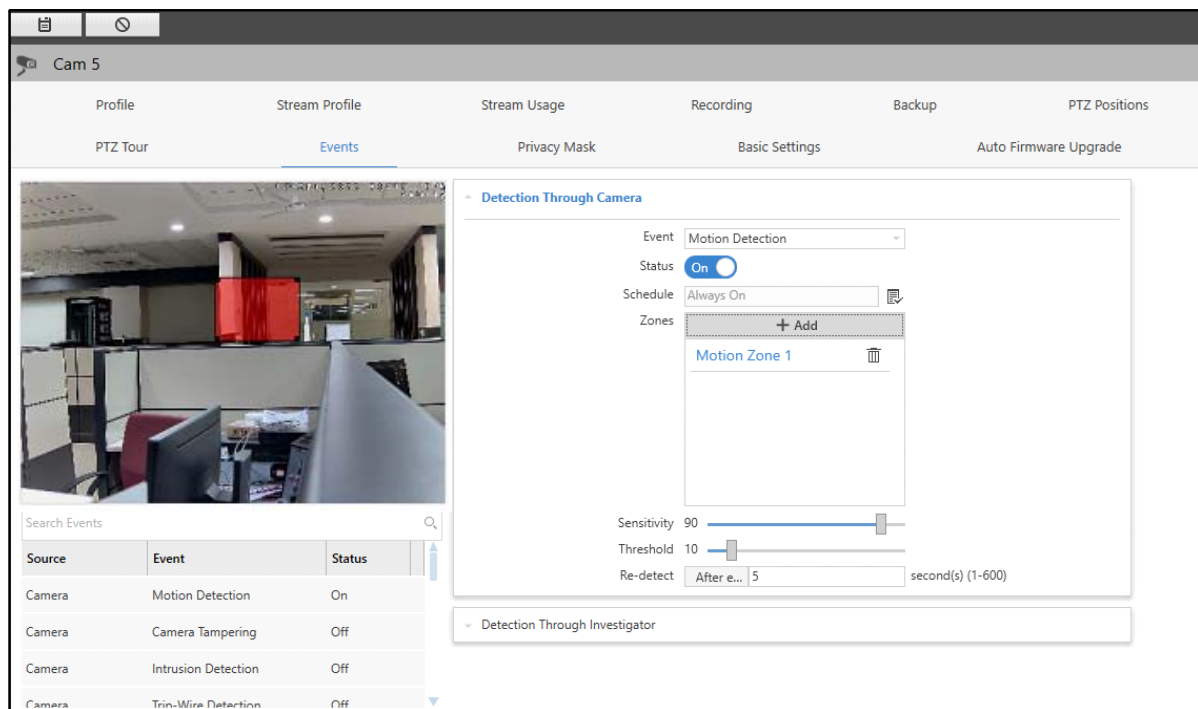 Cam 5
Profile Stream Profile Stream Usage Recording Backup PTZ Positions
PTZ Tour Events Privacy Mask Basic Settings Auto Firmware Upgrade
Detection Through Camera
Event Motion Detection
Status On
Schedule Always On
Zones + Add
Motion Zone 1
Sensitivity 90
Threshold 10
Re-detect After e... 5 second(s) (1-600)
Detection Through Investigator
Search Events
Source Event Status
Camera Motion Detection On
Camera Camera Tampering Off
Camera Intrusion Detection Off
Camera Trip-Wire Detection Off